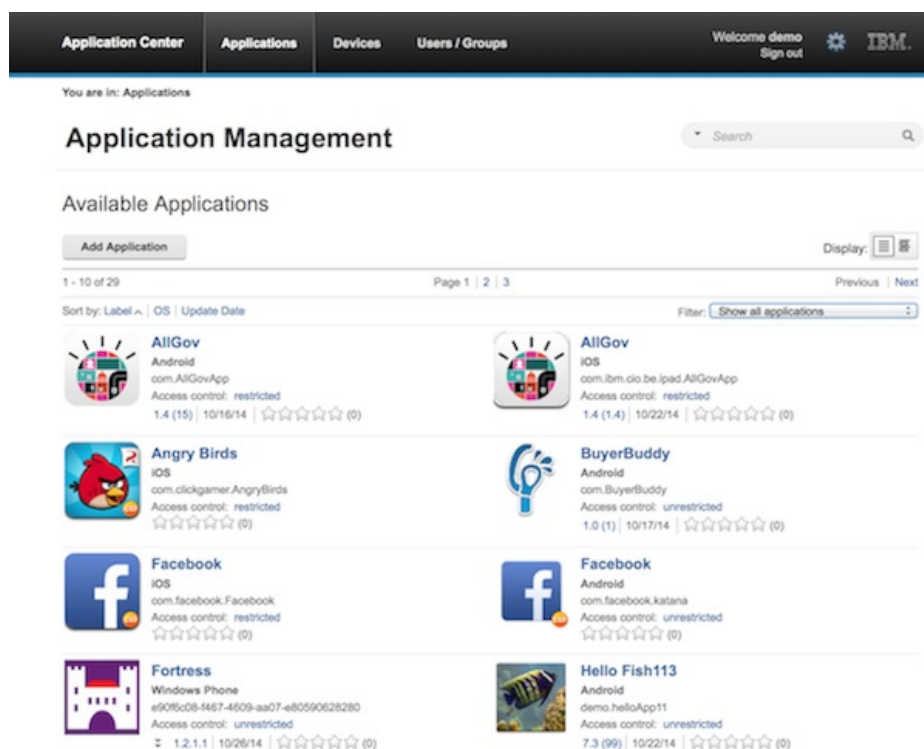 Application Center
Applications
Devices
Users / Groups
Welcome demo
Sign out
IBM.
You are in: Applications
Application Management
Search
Available Applications
Add Application
Display:
1 - 10 of 29
Page 1 | 2 | 3
Previous | Next
Sort by: Label | OS | Update Date
Filter: Show all applications
AllGov
Android
com.AllGovApp
Access control: restricted
1.4 (15) | 10/16/14 | (0)
AllGov
iOS
com.ibm.cio.be.ipad.AllGovApp
Access control: restricted
1.4 (1.4) | 10/22/14 | (0)
Angry Birds
iOS
com.clickgamer.AngryBirds
Access control: restricted
(0)
BuyerBuddy
Android
com.BuyerBuddy
Access control: unrestricted
1.0 (1) | 10/17/14 | (0)
Facebook
iOS
com.facebook.Facebook
Access control: restricted
(0)
Facebook
Android
com.facebook.katana
Access control: unrestricted
(0)
Fortress
Windows Phone
e90f6c08-f467-4609-aa07-e80590628280
Access control: unrestricted
1.2.1.1 | 10/26/14 | (0)
Hello Fish113
Android
demo.helloApp11
Access control: unrestricted
7.3 (99) | 10/22/14 | (0)